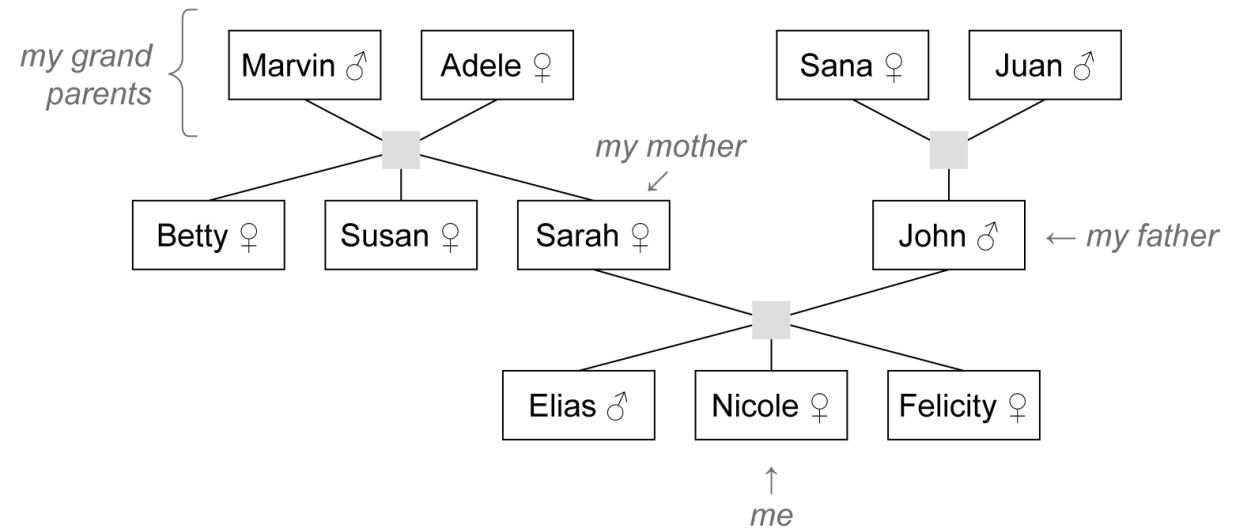 my grand
parents
Marvin ♂
Adele ♀
Sana ♀
Juan ♂
my mother
↙
Betty ♀
Susan ♀
Sarah ♀
John ♂
← my father
Elias ♂
Nicole ♀
Felicity ♀
↑
me